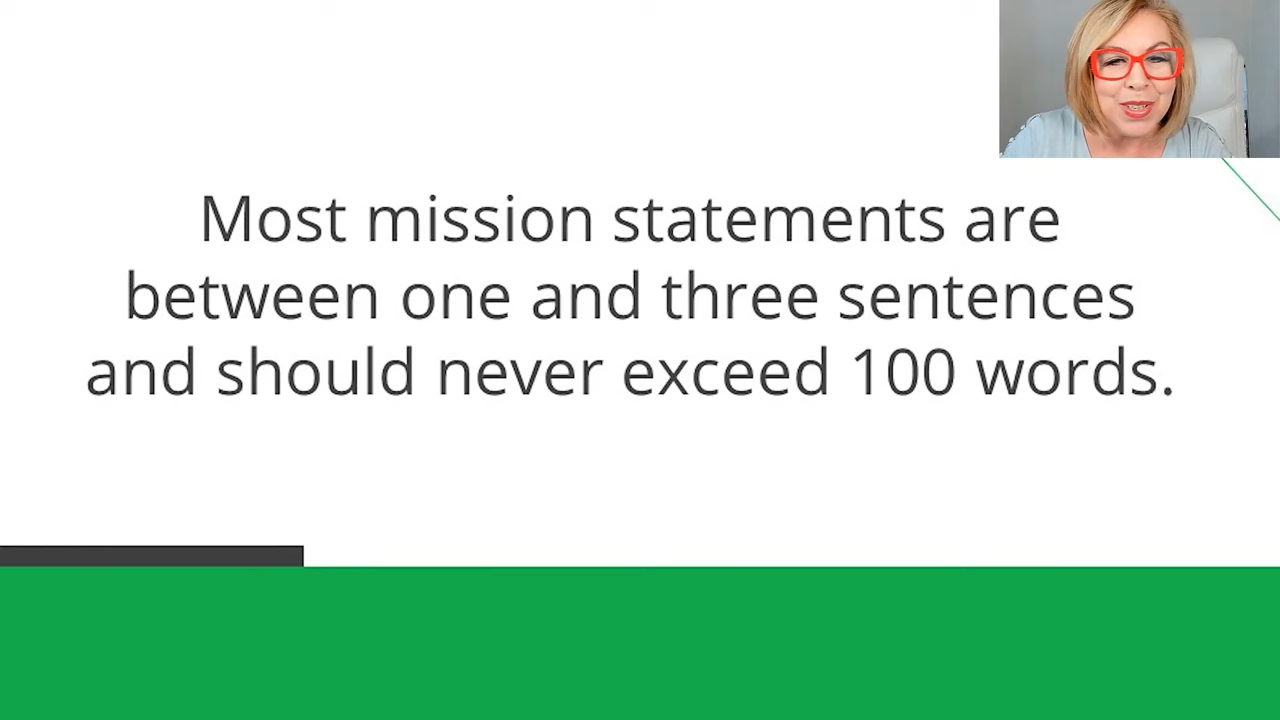 Most mission statements are
between one and three sentences
and should never exceed 100 words.